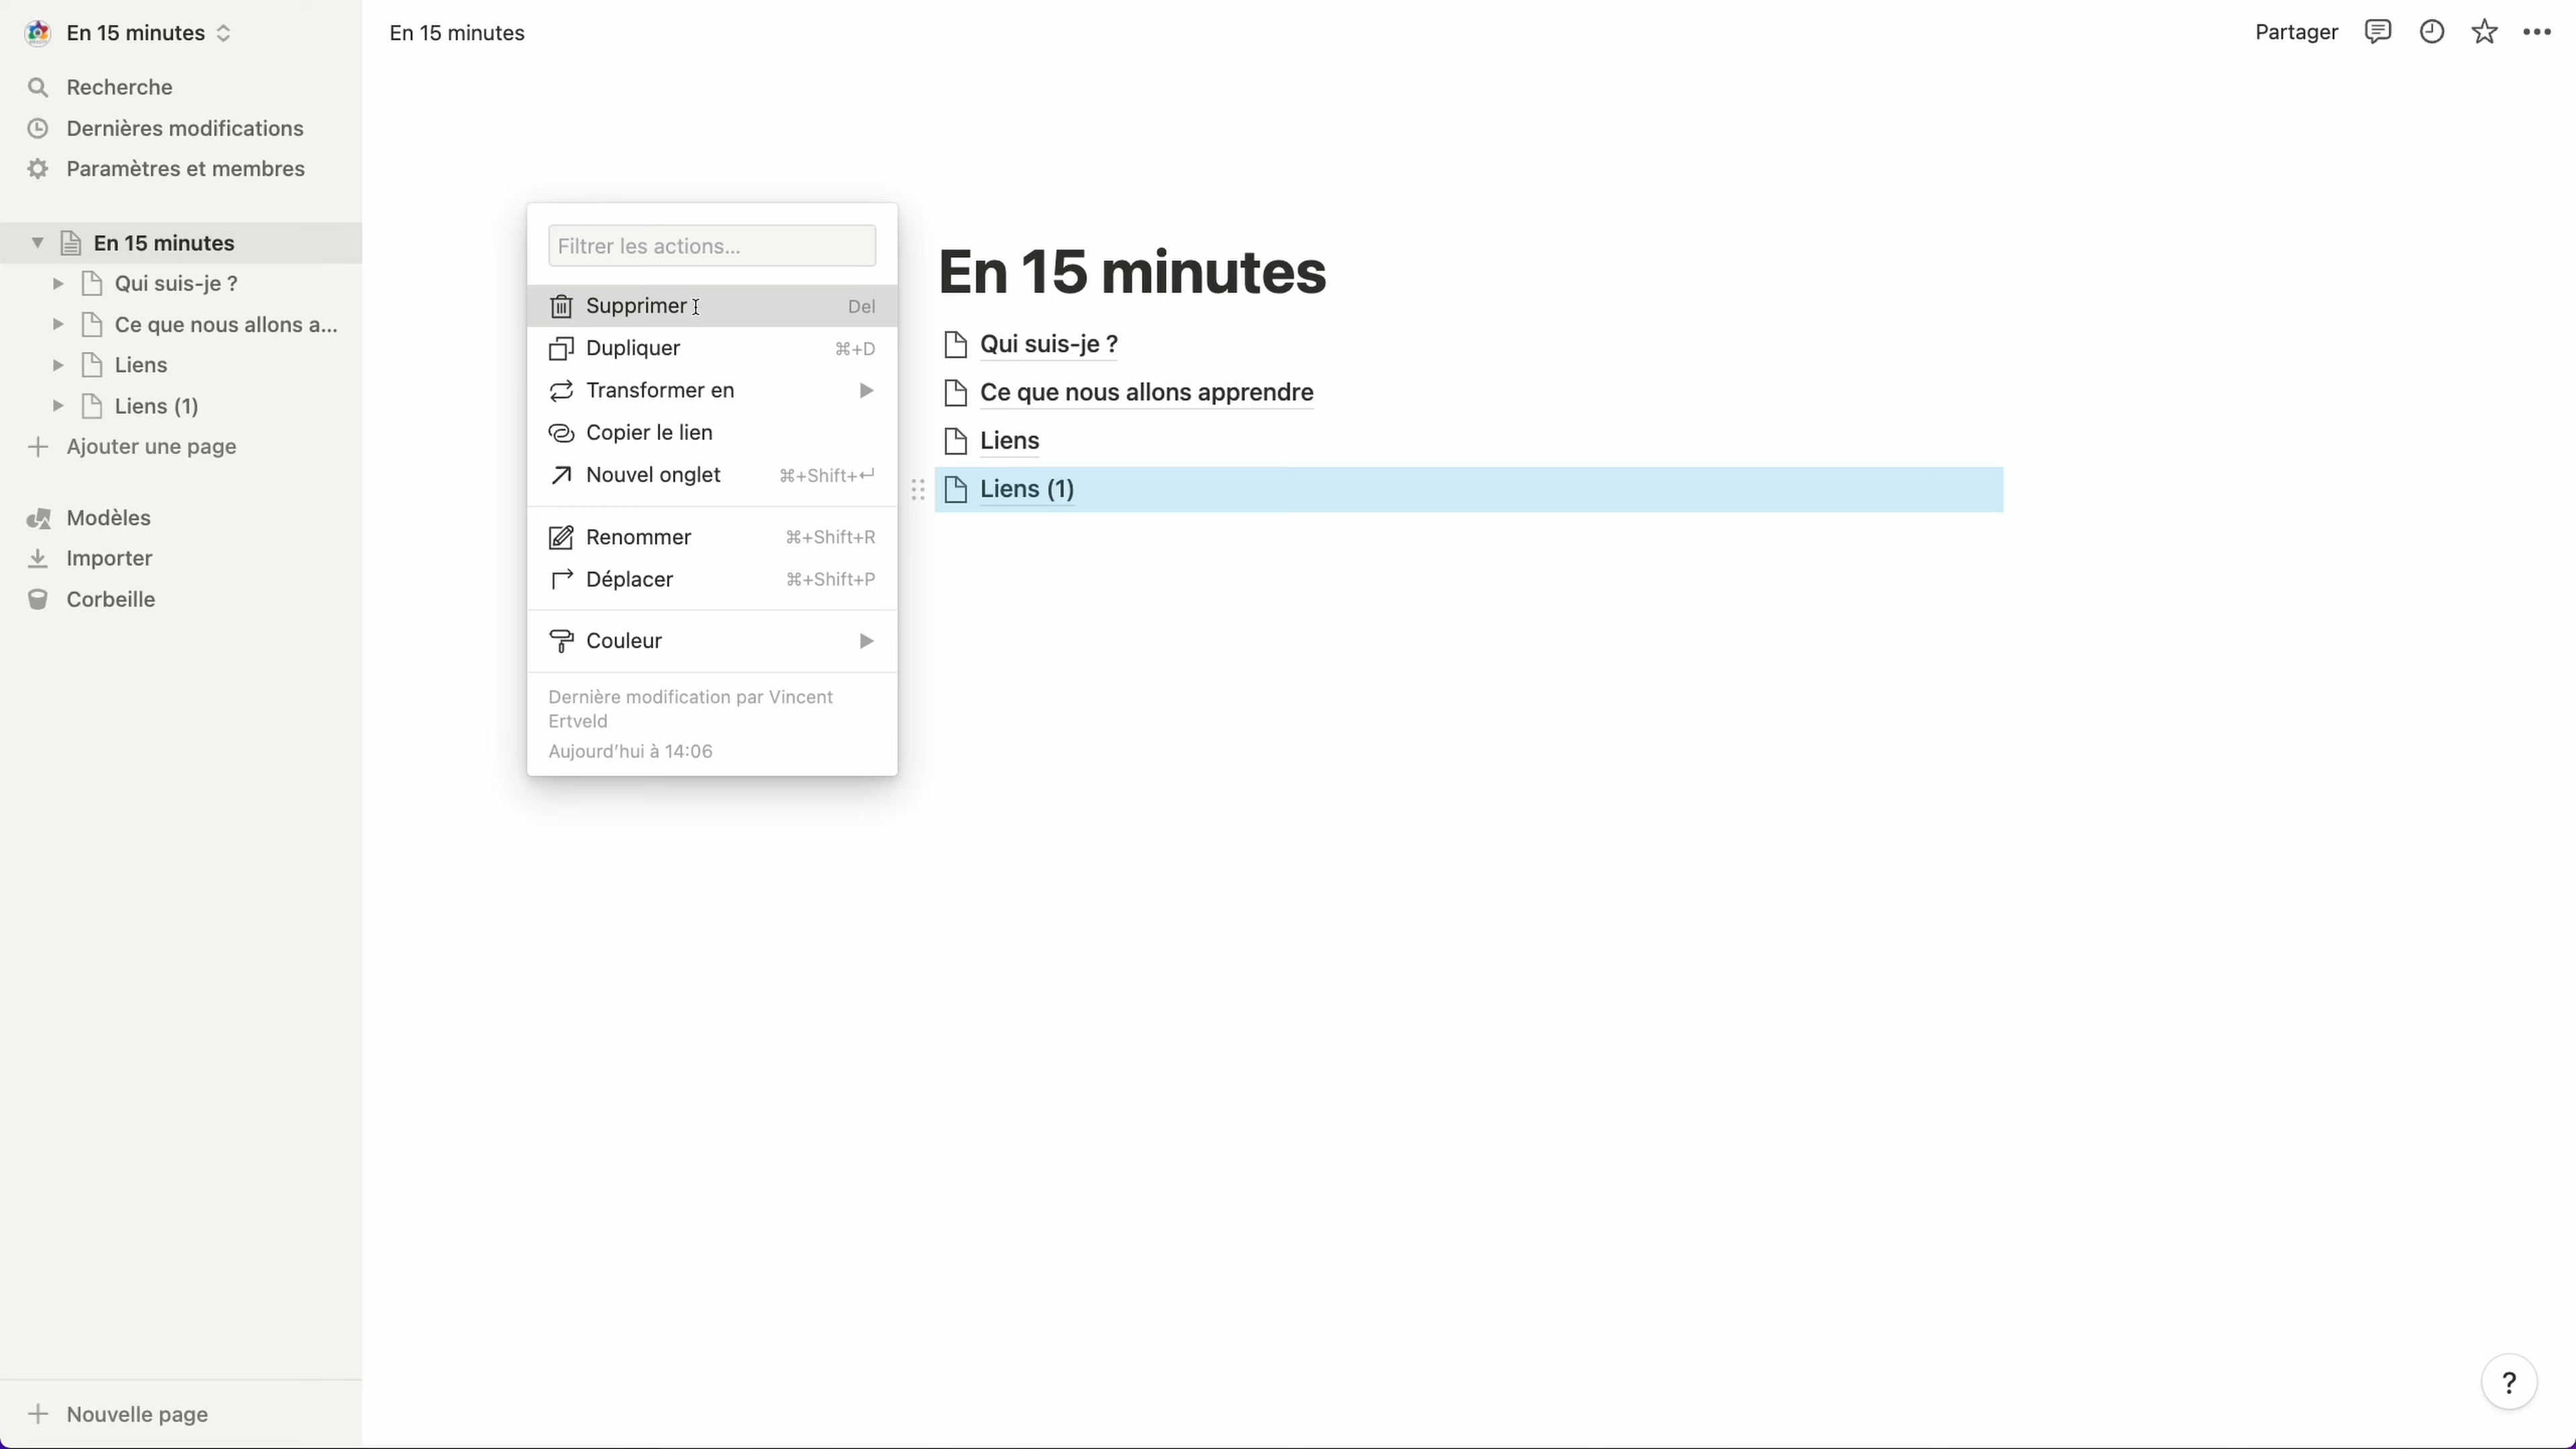 En 15 minutes
Recherche
Dernières modifications
Paramètres et membres
En 15 minutes
Qui suis-je ?
Ce que nous allons a...
Liens
Liens (1)
Ajouter une page
Modèles
Importer
Corbeille
Nouvelle page
En 15 minutes
Partager
Filtrer les actions...
Supprimer Del
Dupliquer ⌘+D
Transformer en
Copier le lien
Nouvel onglet ⌘+Shift+↵
Renommer ⌘+Shift+R
Déplacer ⌘+Shift+P
Couleur
Dernière modification par Vincent
Ertveld
Aujourd'hui à 14:06
En 15 minutes
Qui suis-je ?
Ce que nous allons apprendre
Liens
Liens (1)
?